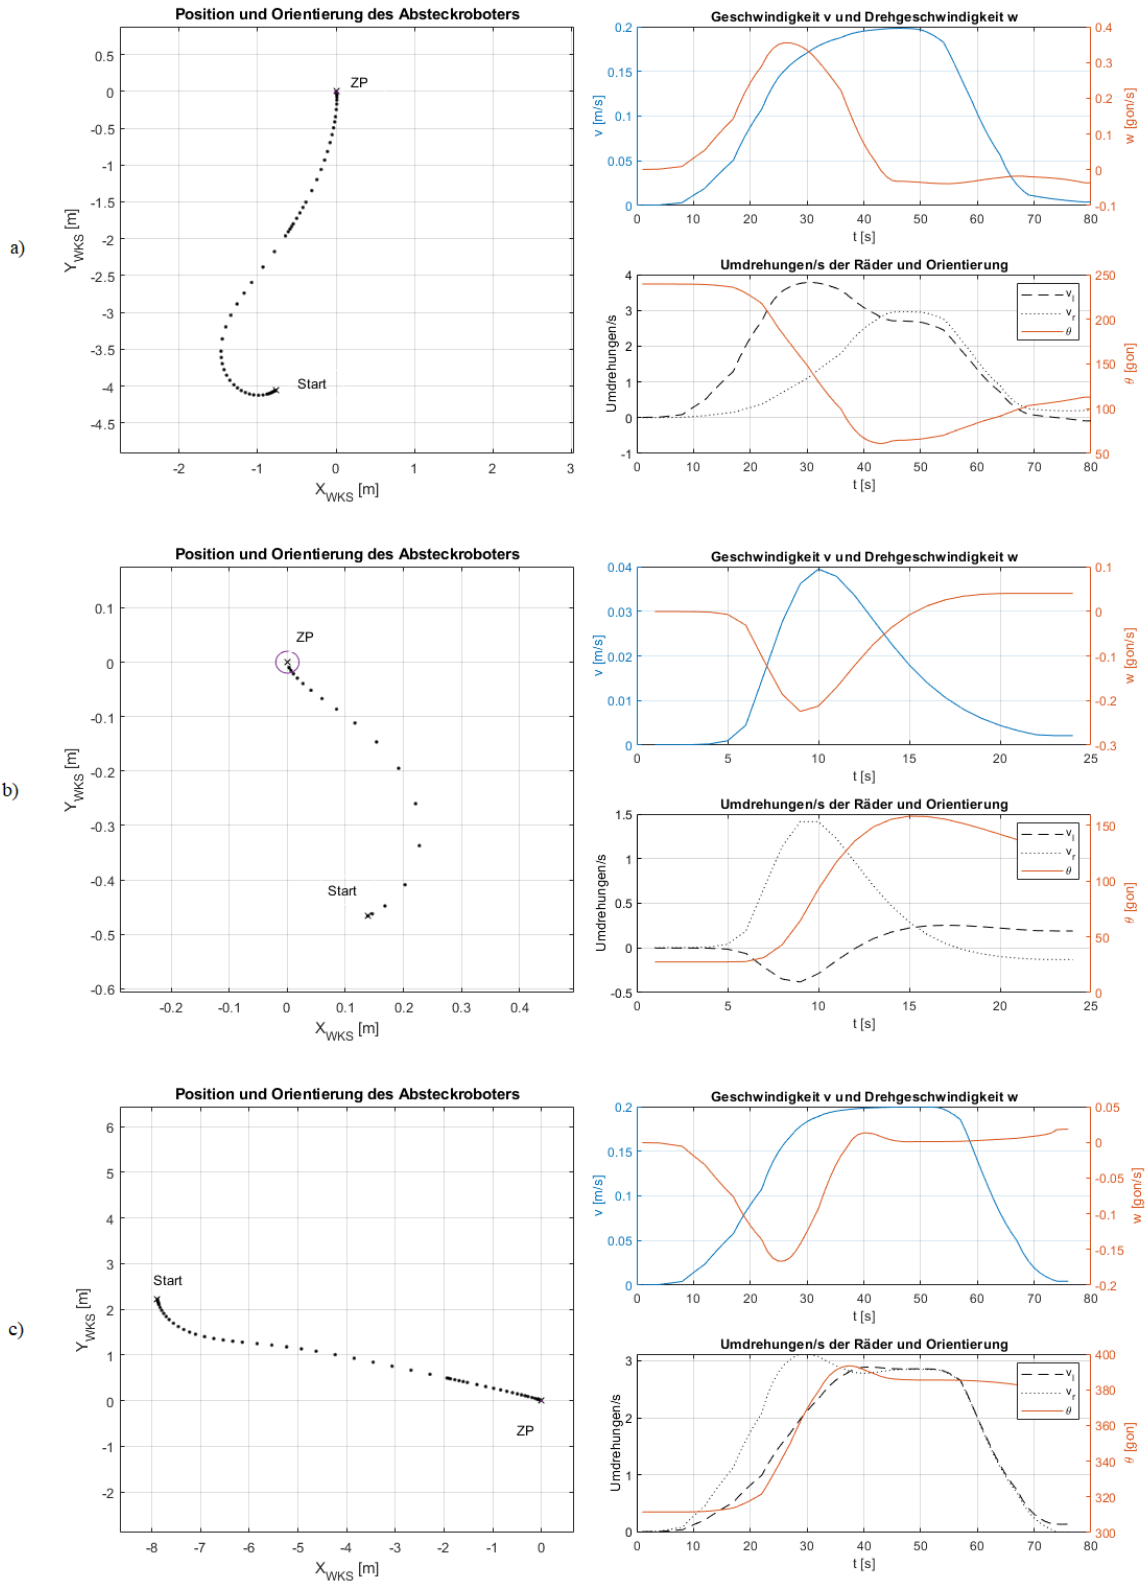 a)
Position und Orientierung des Absteckroboters
0.5
0
-0.5
-1
-1.5
-2
-2.5
-3
-3.5
-4
-4.5
Y_WKS [m]
ZP
Start
-2 -1 0 1 2 3
X_WKS [m]
Geschwindigkeit v und Drehgeschwindigkeit w
0.2
0.15
0.1
0.05
0
v [m/s]
0.4
0.3
0.2
0.1
0
-0.1
w [gon/s]
0 10 20 30 40 50 60 70 80
t [s]
Umdrehungen/s der Räder und Orientierung
4
3
2
1
0
-1
Umdrehungen/s
v_l
v_r
θ
250
200
150
100
50
θ [gon]
0 10 20 30 40 50 60 70 80
t [s]
b)
Position und Orientierung des Absteckroboters
0.1
0
-0.1
-0.2
-0.3
-0.4
-0.5
-0.6
Y_WKS [m]
ZP
Start
-0.2 -0.1 0 0.1 0.2 0.3 0.4
X_WKS [m]
Geschwindigkeit v und Drehgeschwindigkeit w
0.04
0.03
0.02
0.01
0
v [m/s]
0.1
0
-0.1
-0.2
-0.3
w [gon/s]
0 5 10 15 20 25
t [s]
Umdrehungen/s der Räder und Orientierung
1.5
1
0.5
0
-0.5
Umdrehungen/s
v_l
v_r
θ
150
100
50
0
θ [gon]
0 5 10 15 20 25
t [s]
c)
Position und Orientierung des Absteckroboters
6
5
4
3
2
1
0
-1
-2
Y_WKS [m]
Start
ZP
-8 -7 -6 -5 -4 -3 -2 -1 0
X_WKS [m]
Geschwindigkeit v und Drehgeschwindigkeit w
0.2
0.15
0.1
0.05
0
v [m/s]
0.05
0
-0.05
-0.1
-0.15
-0.2
w [gon/s]
0 10 20 30 40 50 60 70 80
t [s]
Umdrehungen/s der Räder und Orientierung
3
2
1
0
Umdrehungen/s
v_l
v_r
θ
400
380
360
340
320
300
θ [gon]
0 10 20 30 40 50 60 70 80
t [s]